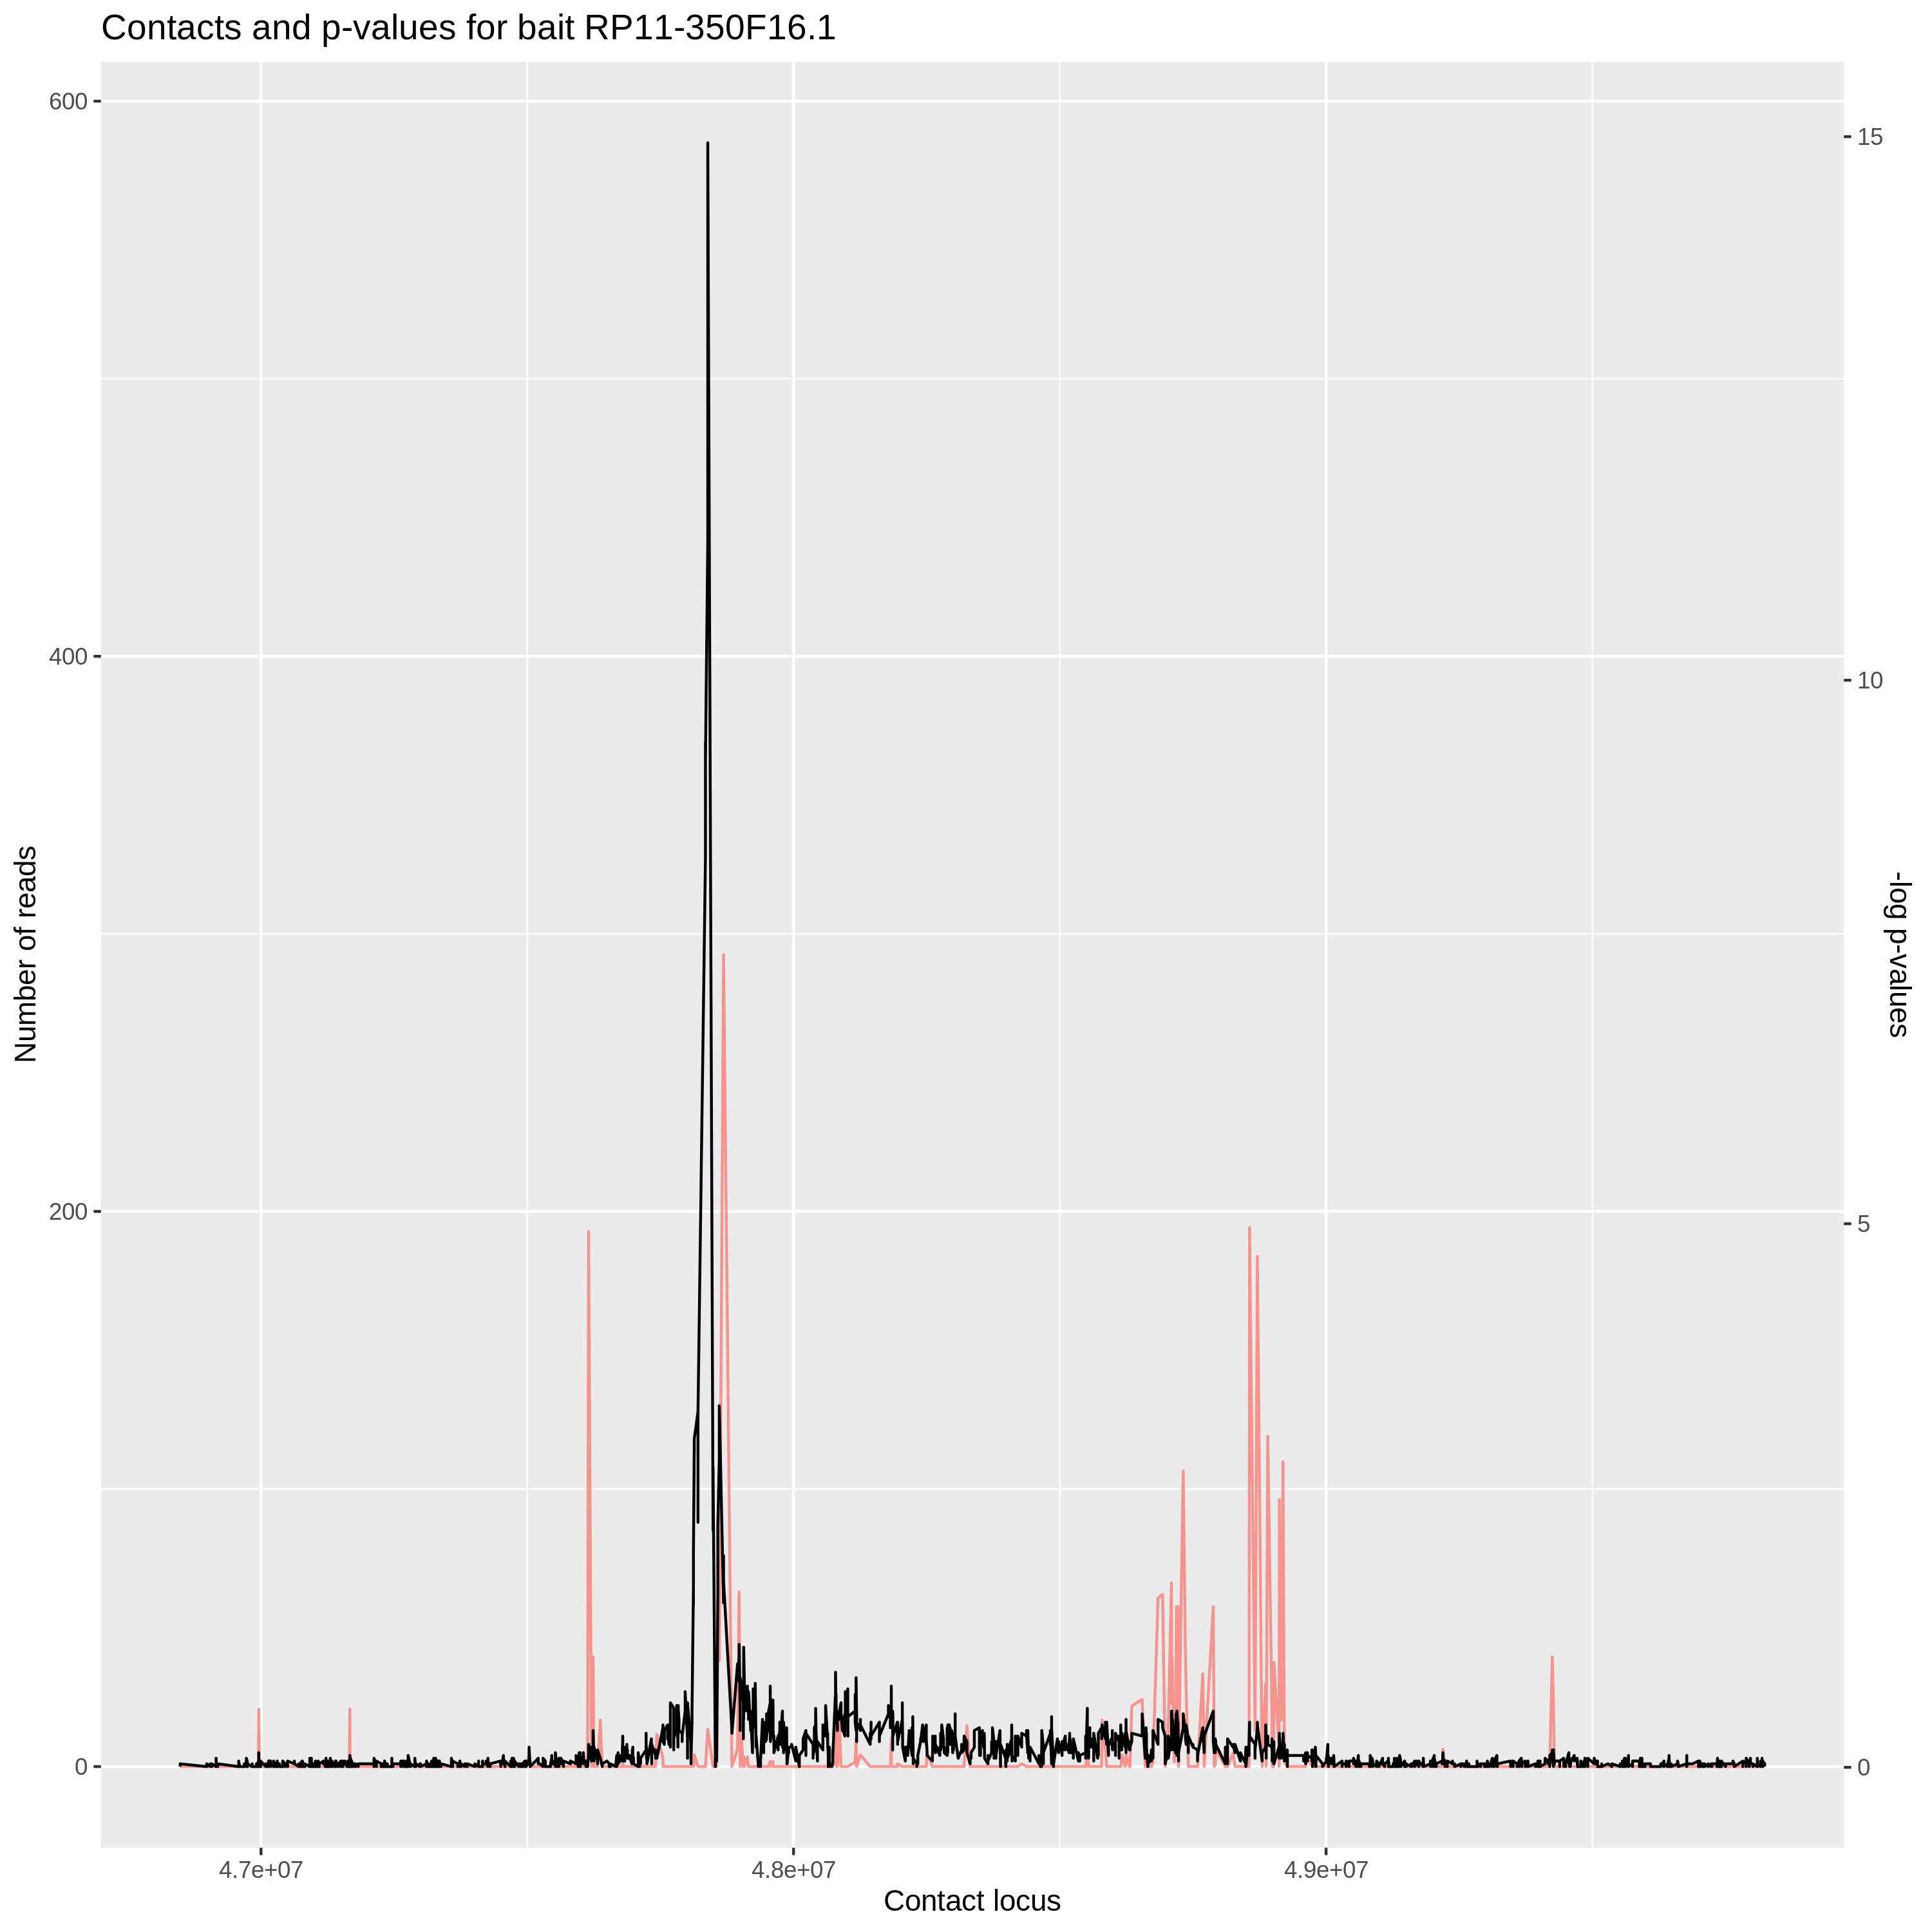 Contacts and p-values for bait RP11-350F16.1
600
400
200
0
Number of reads
15
10
5
0
-log p-values
4.7e+07
4.8e+07
4.9e+07
Contact locus